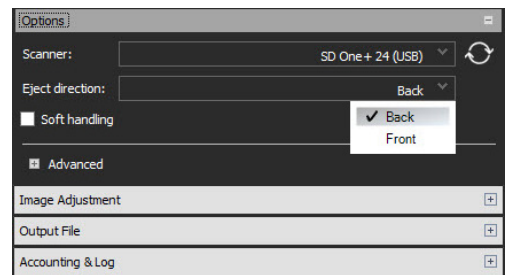 Options
Scanner: SD One+ 24 (USB)
Eject direction: Back
Soft handling
Back
Front
Advanced
Image Adjustment
Output File
Accounting & Log